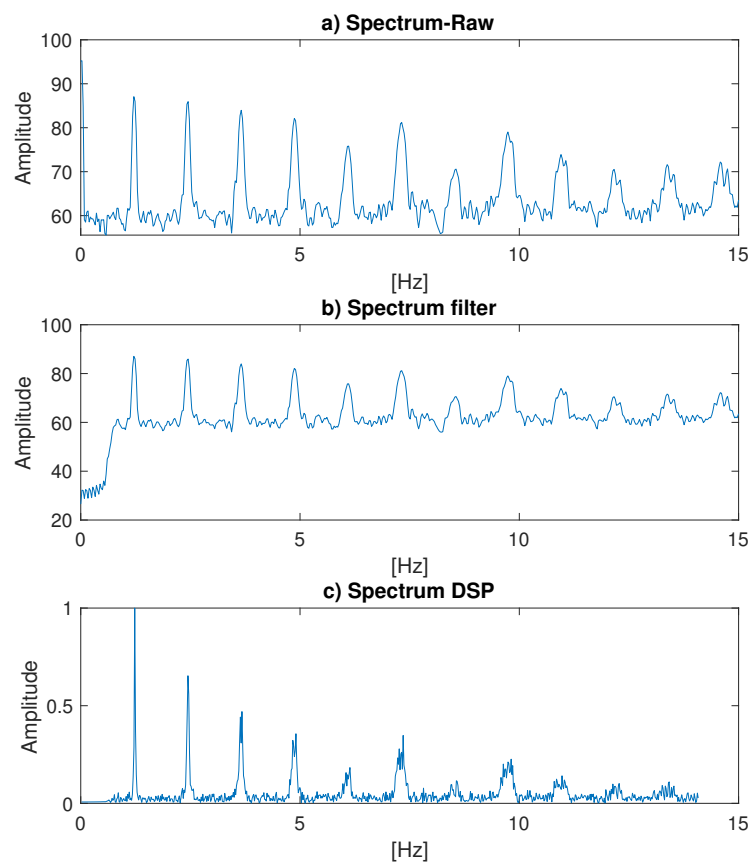 a) Spectrum-Raw
100
90
80
70
60
Amplitude
0 5 10 15
[Hz]
b) Spectrum filter
100
80
60
40
20
Amplitude
0 5 10 15
[Hz]
c) Spectrum DSP
1
0.5
0
Amplitude
0 5 10 15
[Hz]